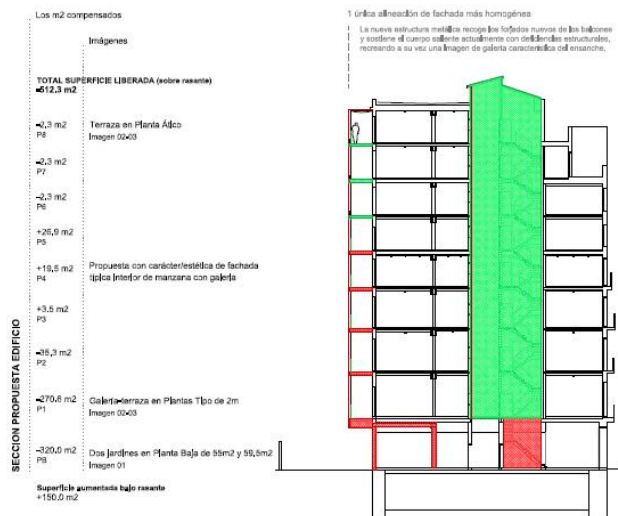 Los m2 compensados
Imágenes
TOTAL SUPERFICIE LIBERADA (sobre rasante)
-512.3 m2
-2,3 m2
P8
Terraza en Planta Ático
Imagen 02-03
-2.3 m2
P7
-2.3 m2
P6
+26,9 m2
P5
+19,5 m2
P4
Propuesta con carácter/estética de fachada
típica interior de manzana con galería
+3.5 m2
P3
-35,3 m2
P2
-270.6 m2
P1
Galería-terraza en Plantas Tipo de 2m
Imagen 02-03
-320.0 m2
PB
Dos jardines en Planta Baja de 55m2 y 59,5m2
Imagen 01
Superficie aumentada bajo rasante
+150.0 m2
SECCION PROPUESTA EDIFICIO
1 única alineación de fachada más homogénea
La nueva estructura metálica recoge los forjados nuevos de los balcones
y sostiene el cuerpo saliente actualmente con deficiencias estructurales,
recreando a su vez una imagen de galería característica del ensanche.